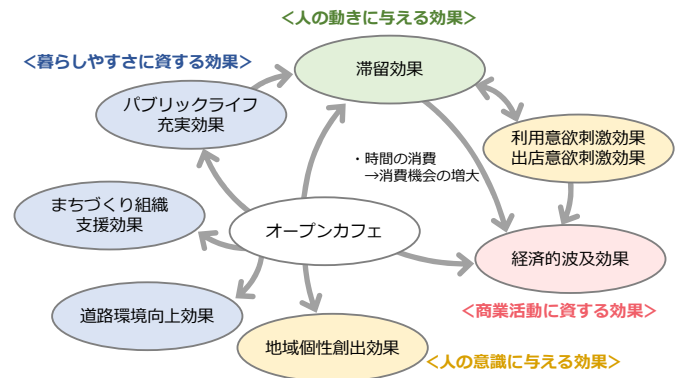 <人の動きに与える効果>
<暮らしやすさに資する効果>
滞留効果
パブリックライフ
充実効果
利用意欲刺激効果
出店意欲刺激効果
・時間の消費
→消費機会の増大
まちづくり組織
支援効果
オープンカフェ
経済的波及効果
<商業活動に資する効果>
道路環境向上効果
地域個性創出効果
<人の意識に与える効果>